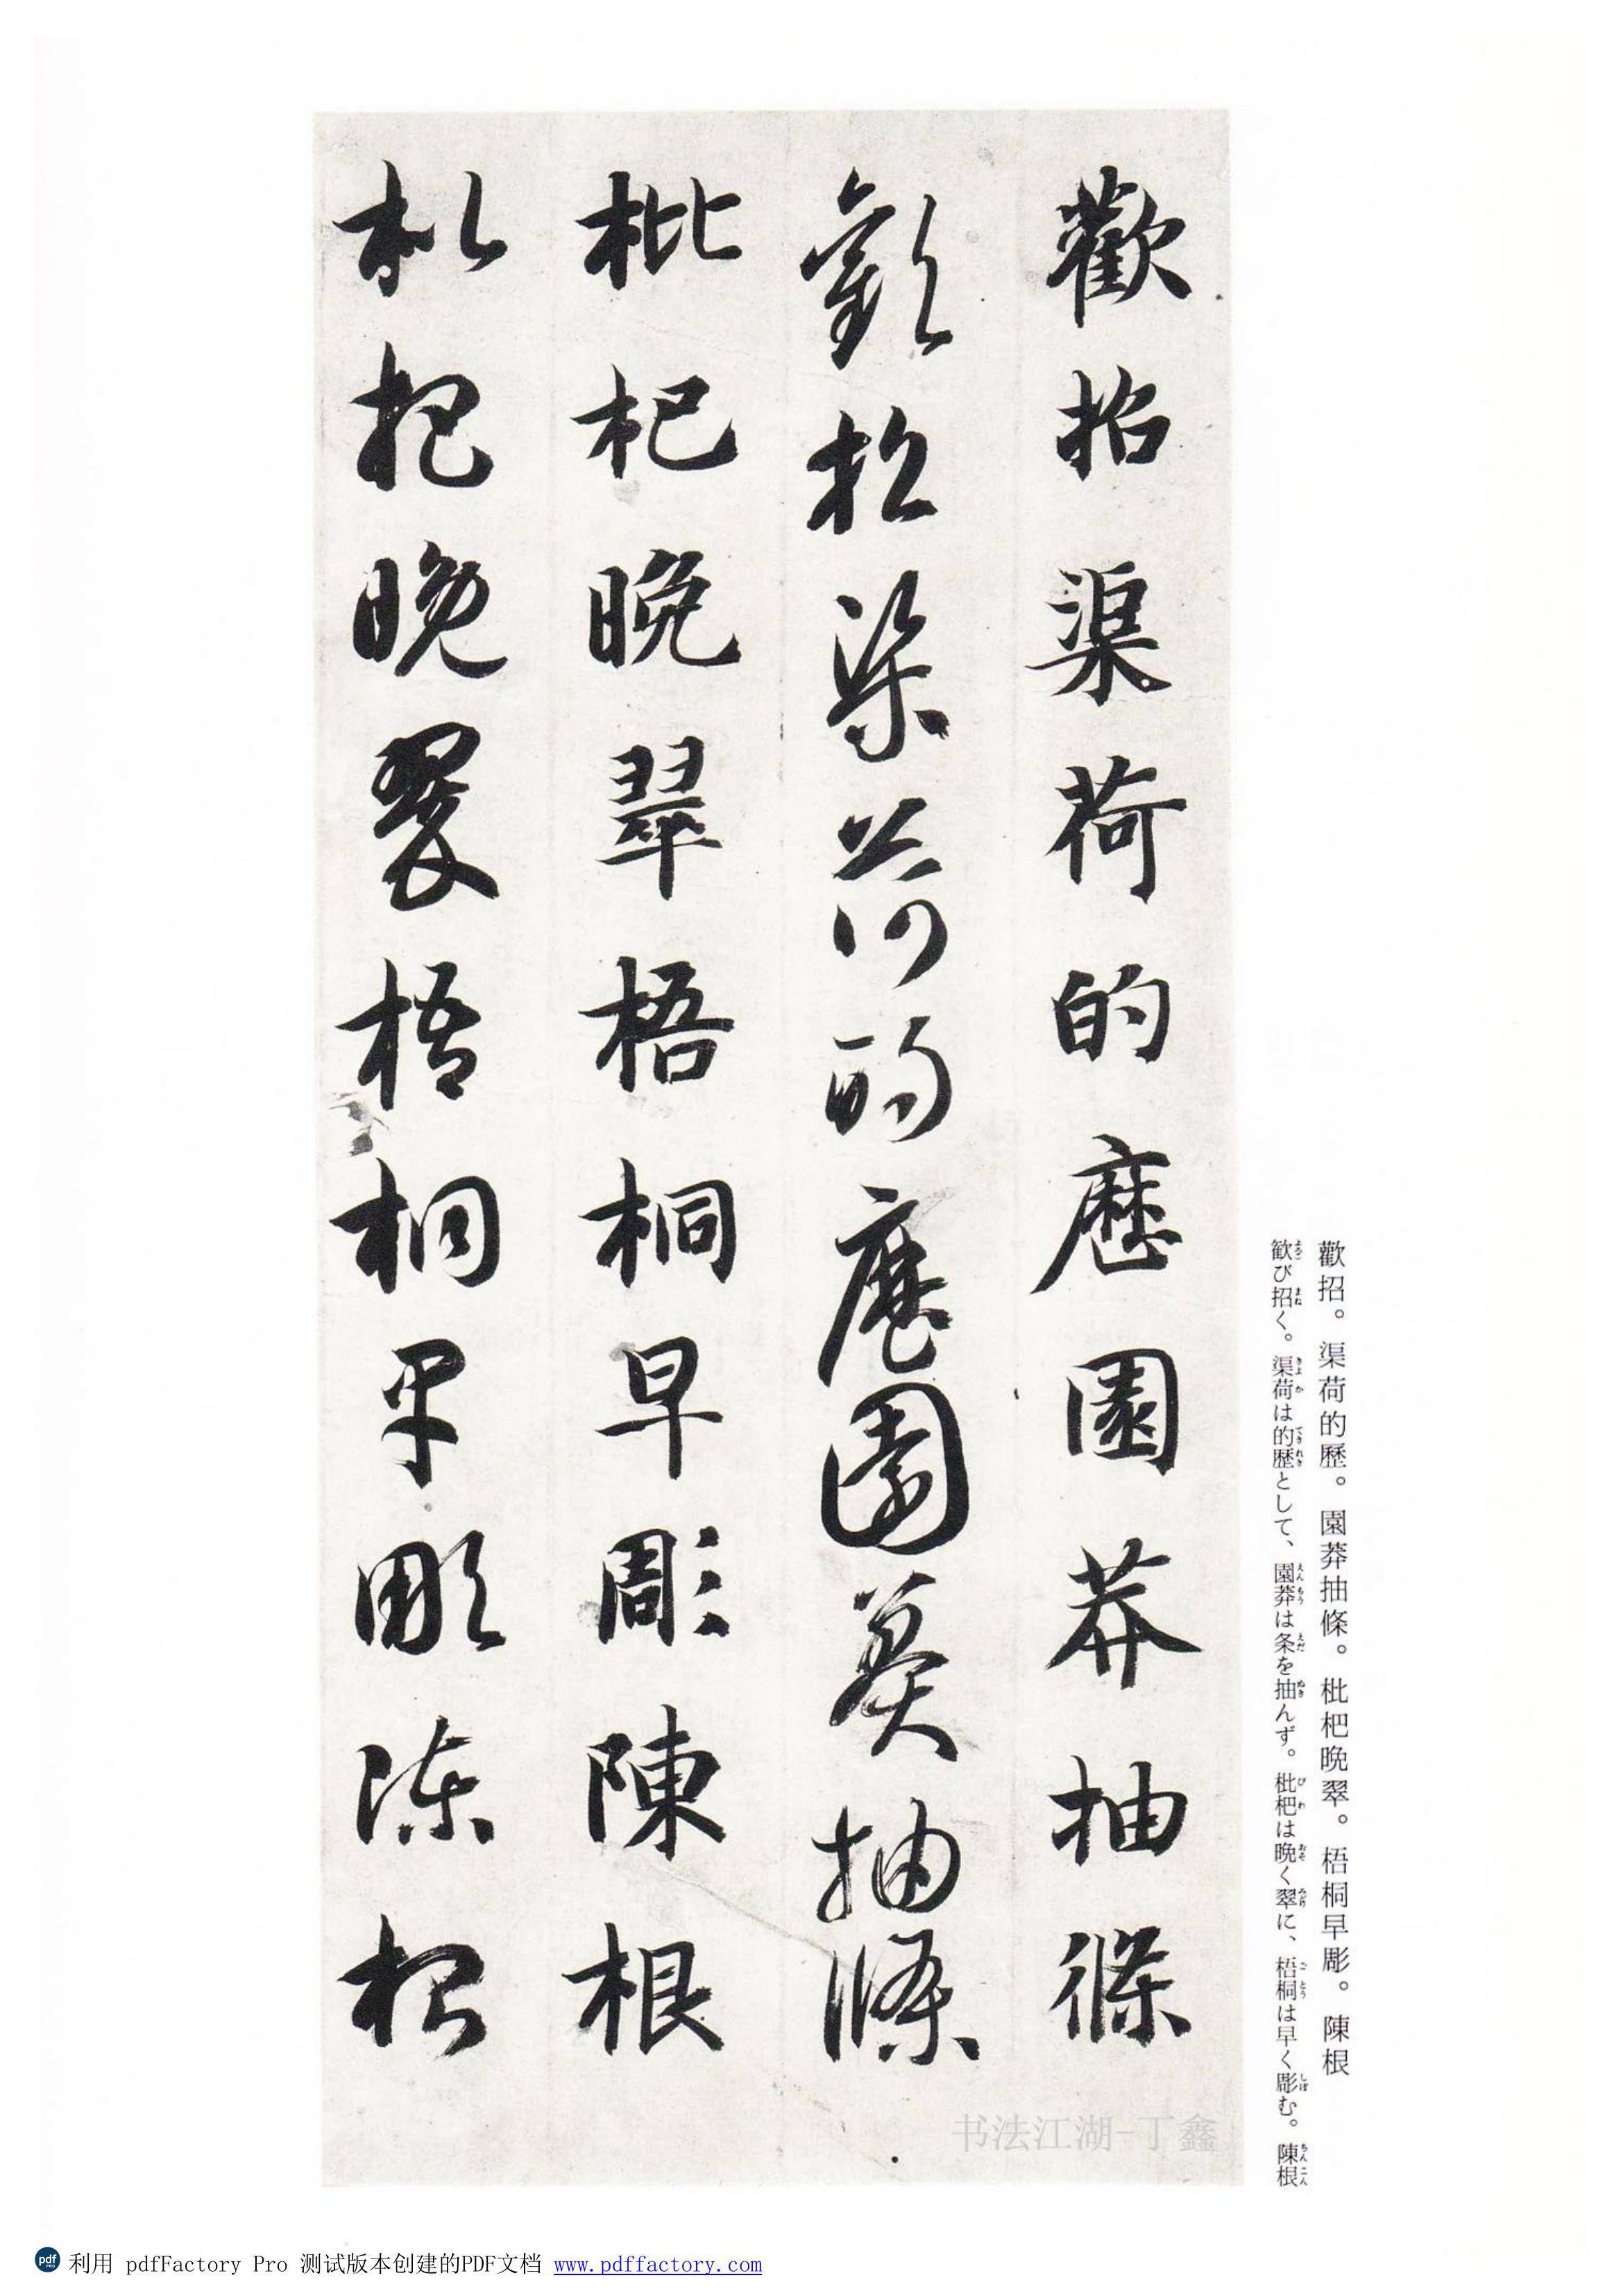 歡招。渠荷的歷。園莽抽條。枇杷晩翠。梧桐早彫。陳根
歓び招く。渠荷は的歴として、園莽は条を抽んず。枇杷は晩く翠に、梧桐は早く彫む。陳根
歡招渠荷的歷園莽抽條
歡招渠荷的歷園莽抽條
枇杷晚翠梧桐早彫陳根
枇杷晚翠梧桐早彫陳根
书法江湖-丁鑫
利用 pdfFactory Pro 测试版本创建的PDF文档 www.pdffactory.com